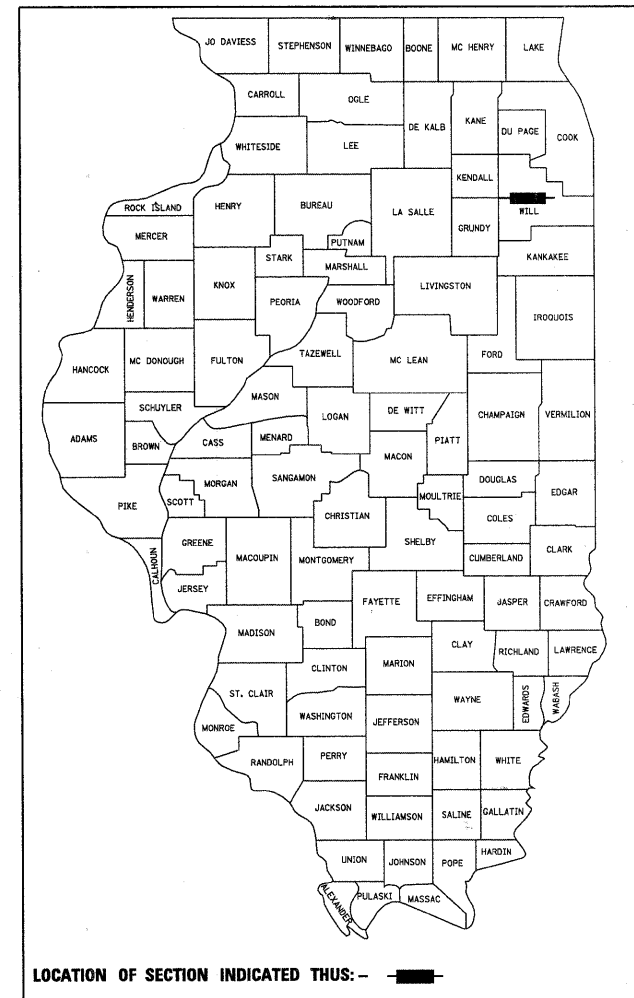 JO DAVIESS
STEPHENSON
WINNEBAGO
BOONE
MC HENRY
LAKE
CARROLL
OGLE
DE KALB
KANE
DU PAGE
COOK
WHITESIDE
LEE
KENDALL
ROCK ISLAND
HENRY
BUREAU
LA SALLE
GRUNDY
WILL
MERCER
PUTNAM
STARK
MARSHALL
KANKAKEE
HENDERSON
WARREN
KNOX
PEORIA
WOODFORD
LIVINGSTON
IROQUOIS
HANCOCK
MC DONOUGH
FULTON
TAZEWELL
MC LEAN
FORD
MASON
SCHUYLER
LOGAN
DE WITT
CHAMPAIGN
VERMILION
ADAMS
BROWN
CASS
MENARD
MACON
PIATT
PIKE
SCOTT
MORGAN
SANGAMON
CHRISTIAN
MOULTRIE
DOUGLAS
EDGAR
COLES
CALHOUN
GREENE
MACOUPIN
MONTGOMERY
SHELBY
CUMBERLAND
CLARK
JERSEY
FAYETTE
EFFINGHAM
JASPER
CRAWFORD
MADISON
BOND
CLINTON
MARION
CLAY
RICHLAND
LAWRENCE
ST. CLAIR
WASHINGTON
JEFFERSON
WAYNE
EDWARDS
WABASH
MONROE
RANDOLPH
PERRY
FRANKLIN
HAMILTON
WHITE
JACKSON
WILLIAMSON
SALINE
GALLATIN
UNION
JOHNSON
POPE
HARDIN
ALEXANDER
PULASKI
MASSAC
LOCATION OF SECTION INDICATED THUS: –